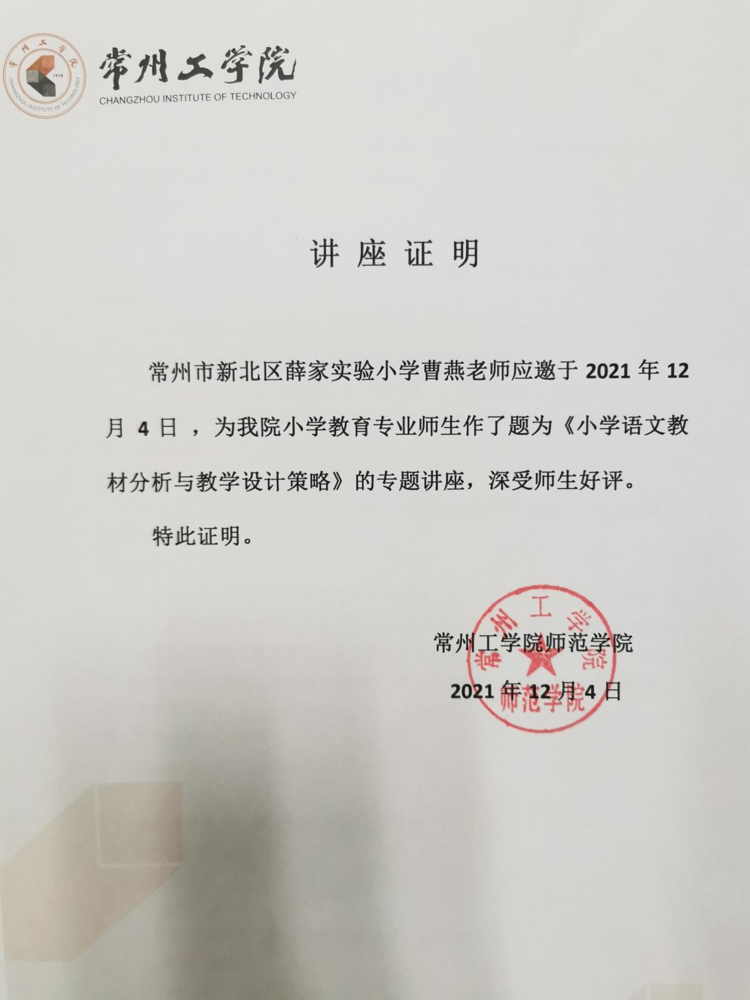 常州工学院
CHANGZHOU INSTITUTE OF TECHNOLOGY
常州工学院
1978
CHANGZHOU INSTITUTE OF TECHNOLOGY
讲座证明
常州市新北区薛家实验小学曹燕老师应邀于 2021 年 12
月 4 日 ，为我院小学教育专业师生作了题为《小学语文教
材分析与教学设计策略》的专题讲座，深受师生好评。
特此证明。
常州工学院师范学院
2021 年 12 月 4 日
常州工学院
师范学院